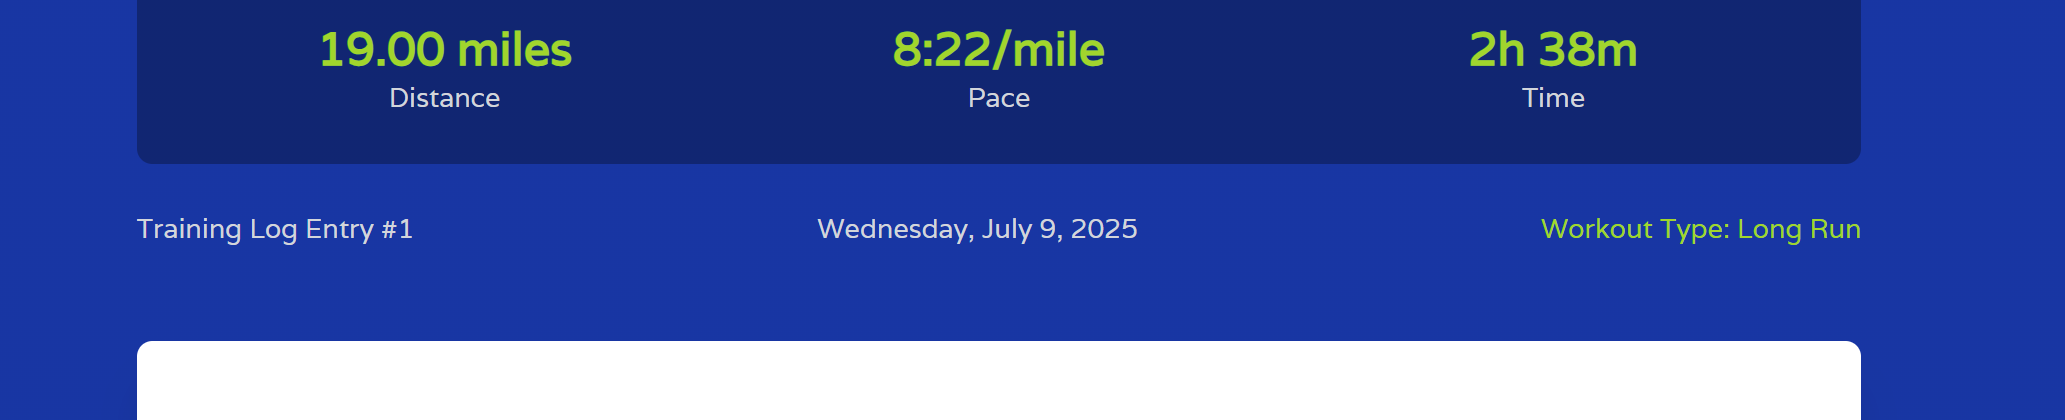 19.00 miles
8:22/mile
2h 38m
Distance
Pace
Time
Training Log Entry #1
Wednesday, July 9, 2025
Workout Type: Long Run